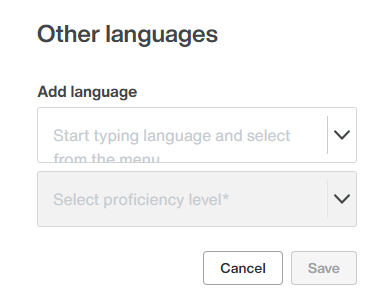 Other languages
Add language
Start typing language and select
from the menu
Select proficiency level*
Cancel Save